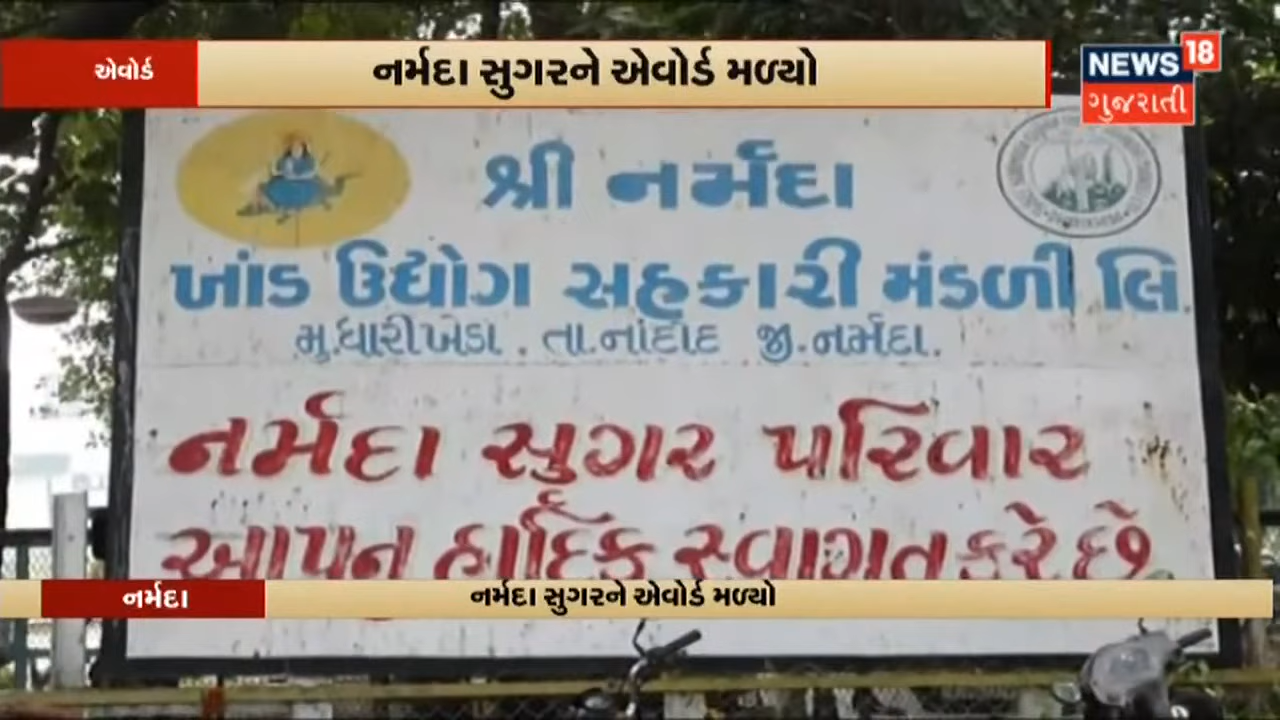 એવોર્ડ
નર્મદા સુગરને એવોર્ડ મળ્યો
NEWS 18
ગુજરાતી
શ્રી નર્મદા
ખાંડ ઉદ્યોગ સહકારી મંડળી લિ.
મુ.ધારીખેડા . તા.નાંદોદ જી.નર્મદા.
નર્મદા સુગર પરિવાર
આપનુ હાર્દિક સ્વાગત કરે છે
નર્મદા
નર્મદા સુગરને એવોર્ડ મળ્યો